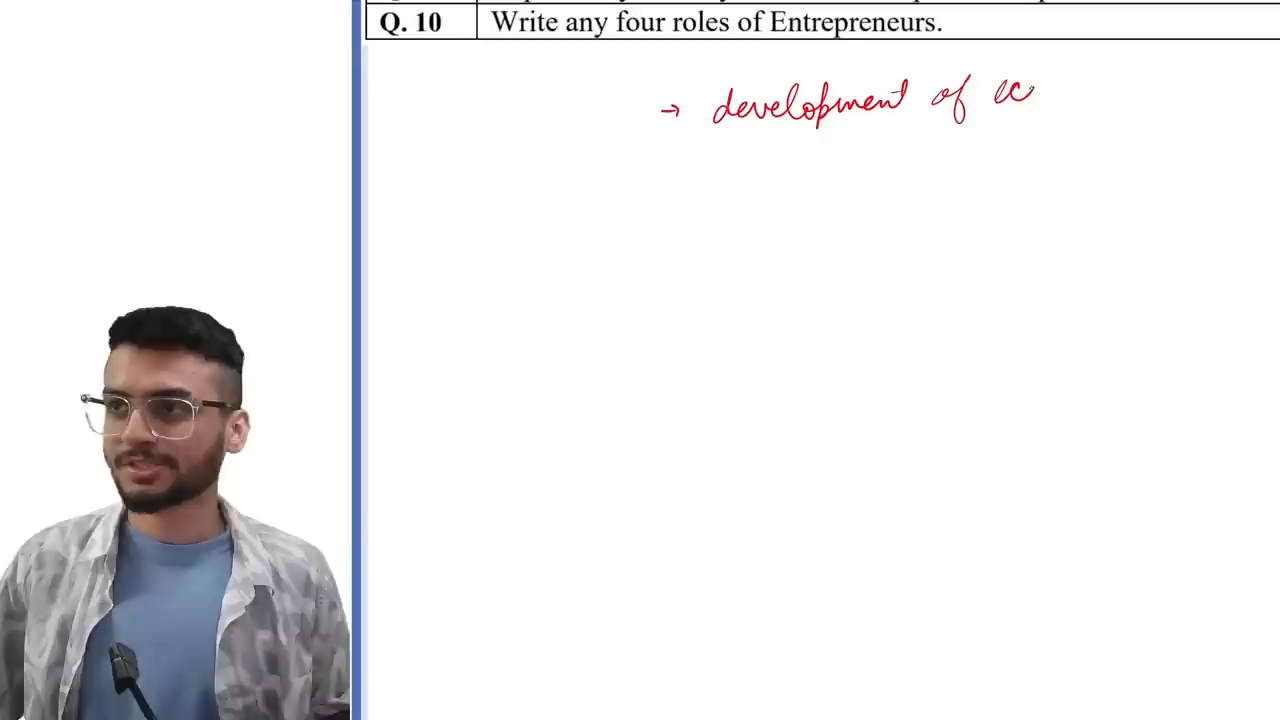 Q. 10 Write any four roles of Entrepreneurs.
→ development of ec